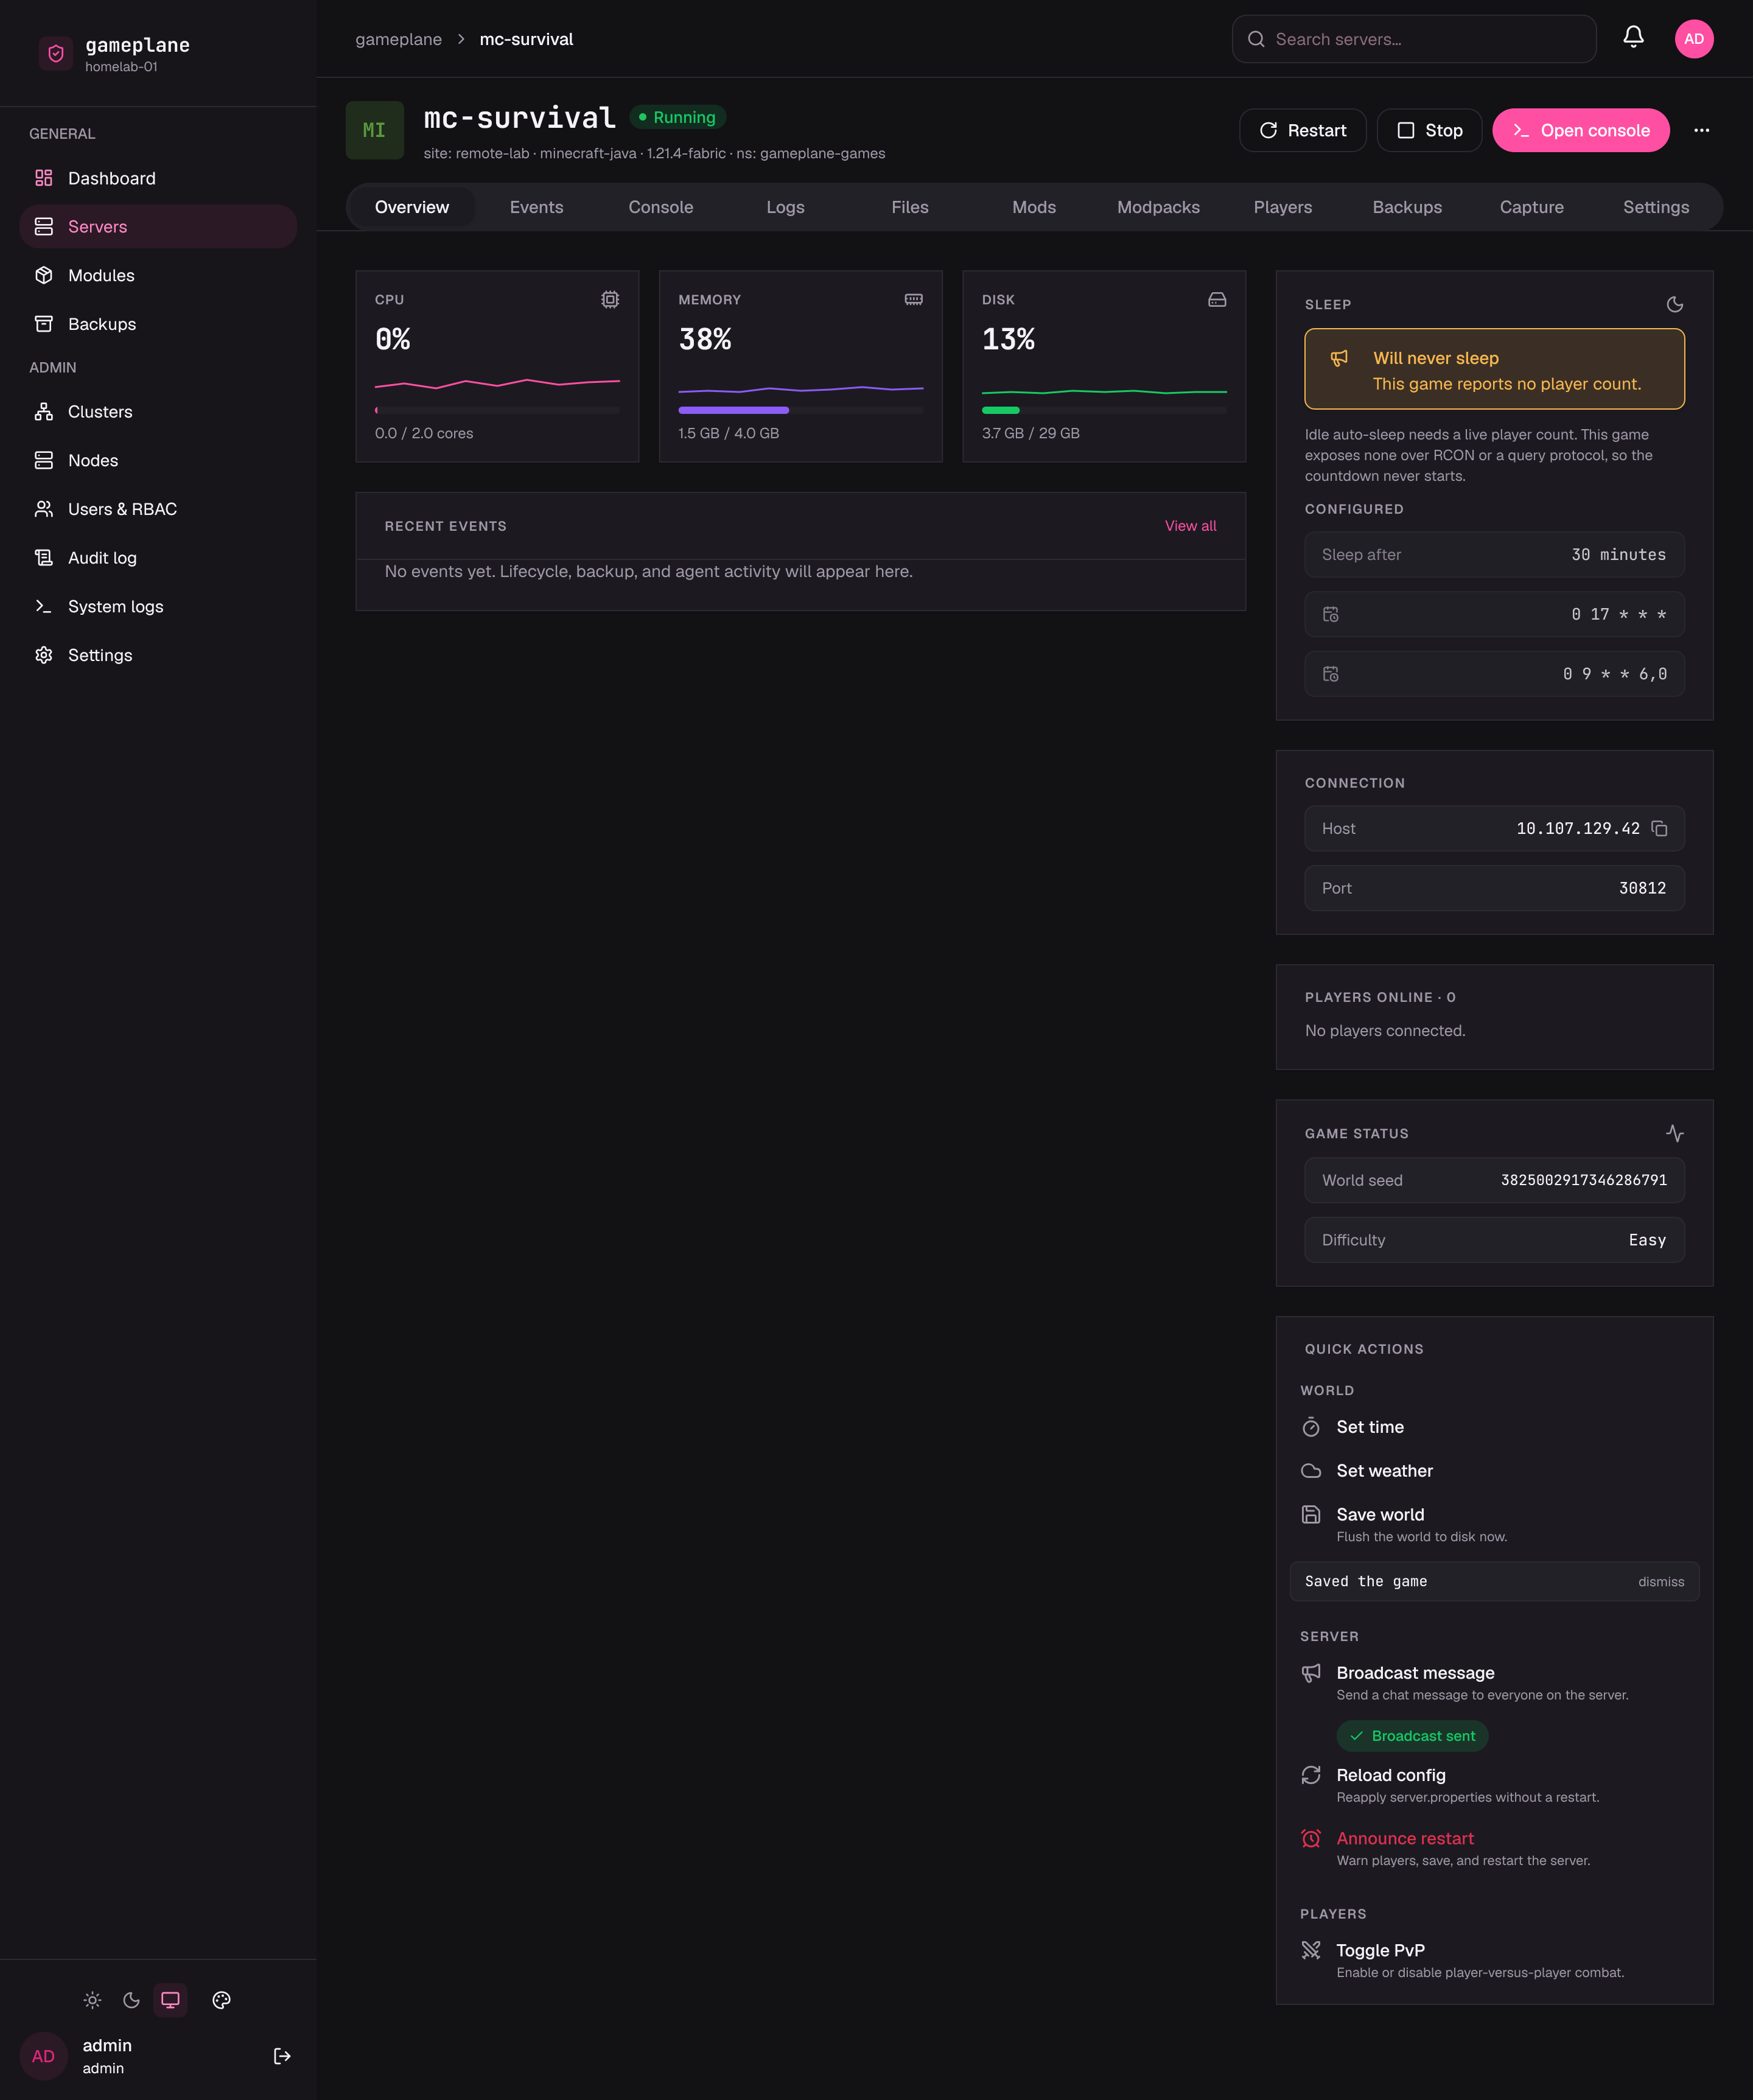 gameplane
homelab-01
GENERAL
Dashboard
Servers
Modules
Backups
ADMIN
Clusters
Nodes
Users & RBAC
Audit log
System logs
Settings
AD
admin
admin
gameplane > mc-survival
Search servers...
AD
MI
mc-survival
Running
site: remote-lab · minecraft-java · 1.21.4-fabric · ns: gameplane-games
Restart
Stop
Open console
Overview
Events
Console
Logs
Files
Mods
Modpacks
Players
Backups
Capture
Settings
CPU
0%
0.0 / 2.0 cores
MEMORY
38%
1.5 GB / 4.0 GB
DISK
13%
3.7 GB / 29 GB
RECENT EVENTS
View all
No events yet. Lifecycle, backup, and agent activity will appear here.
SLEEP
Will never sleep
This game reports no player count.
Idle auto-sleep needs a live player count. This game
exposes none over RCON or a query protocol, so the
countdown never starts.
CONFIGURED
Sleep after 30 minutes
0 17 * * *
0 9 * * 6,0
CONNECTION
Host 10.107.129.42
Port 30812
PLAYERS ONLINE · 0
No players connected.
GAME STATUS
World seed 3825002917346286791
Difficulty Easy
QUICK ACTIONS
WORLD
Set time
Set weather
Save world
Flush the world to disk now.
Saved the game dismiss
SERVER
Broadcast message
Send a chat message to everyone on the server.
Broadcast sent
Reload config
Reapply server.properties without a restart.
Announce restart
Warn players, save, and restart the server.
PLAYERS
Toggle PvP
Enable or disable player-versus-player combat.